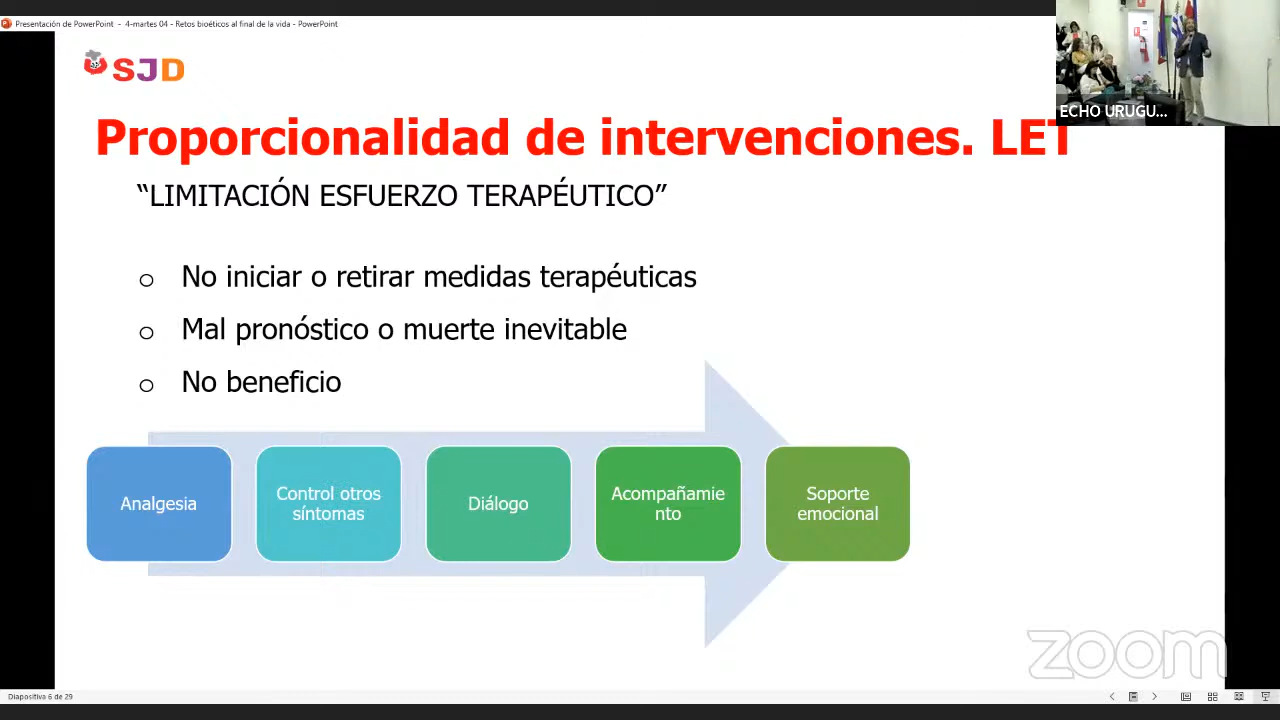 Presentación de PowerPoint - 4-martes 04 - Retos bioéticos al final de la vida - PowerPoint
SJD
ECHO URUGU...
Proporcionalidad de intervenciones. LET
“LIMITACIÓN ESFUERZO TERAPÉUTICO”
o No iniciar o retirar medidas terapéuticas
o Mal pronóstico o muerte inevitable
o No beneficio
Analgesia
Control otros
síntomas
Diálogo
Acompañamie
nto
Soporte
emocional
zoom
Diapositiva 6 de 29